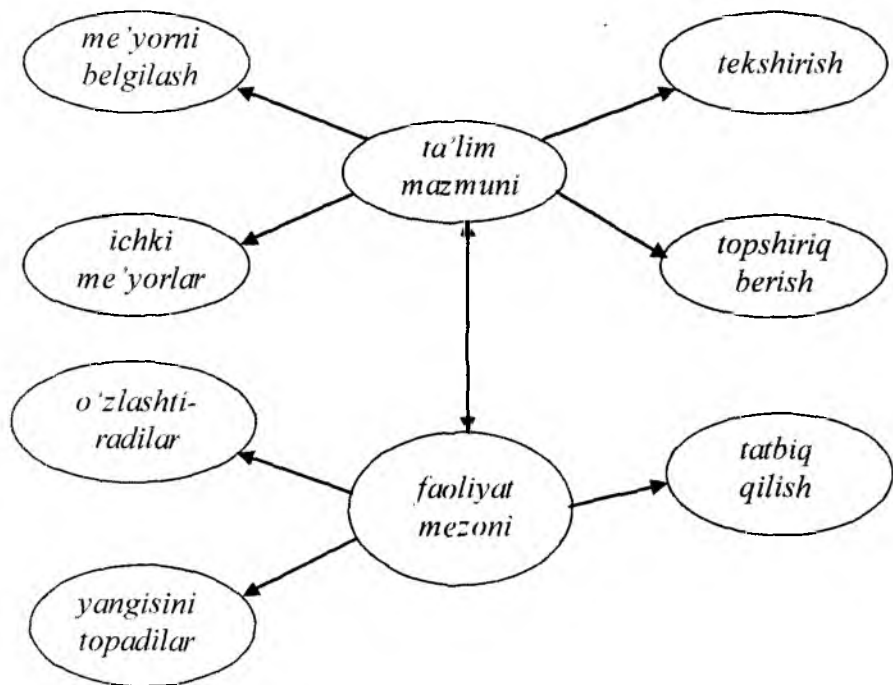 me’yorni
belgilash
tekshirish
ta’lim
mazmuni
ichki
me’yorlar
topshiriq
berish
o‘zlashti-
radilar
faoliyat
mezoni
tatbiq
qilish
yangisini
topadilar